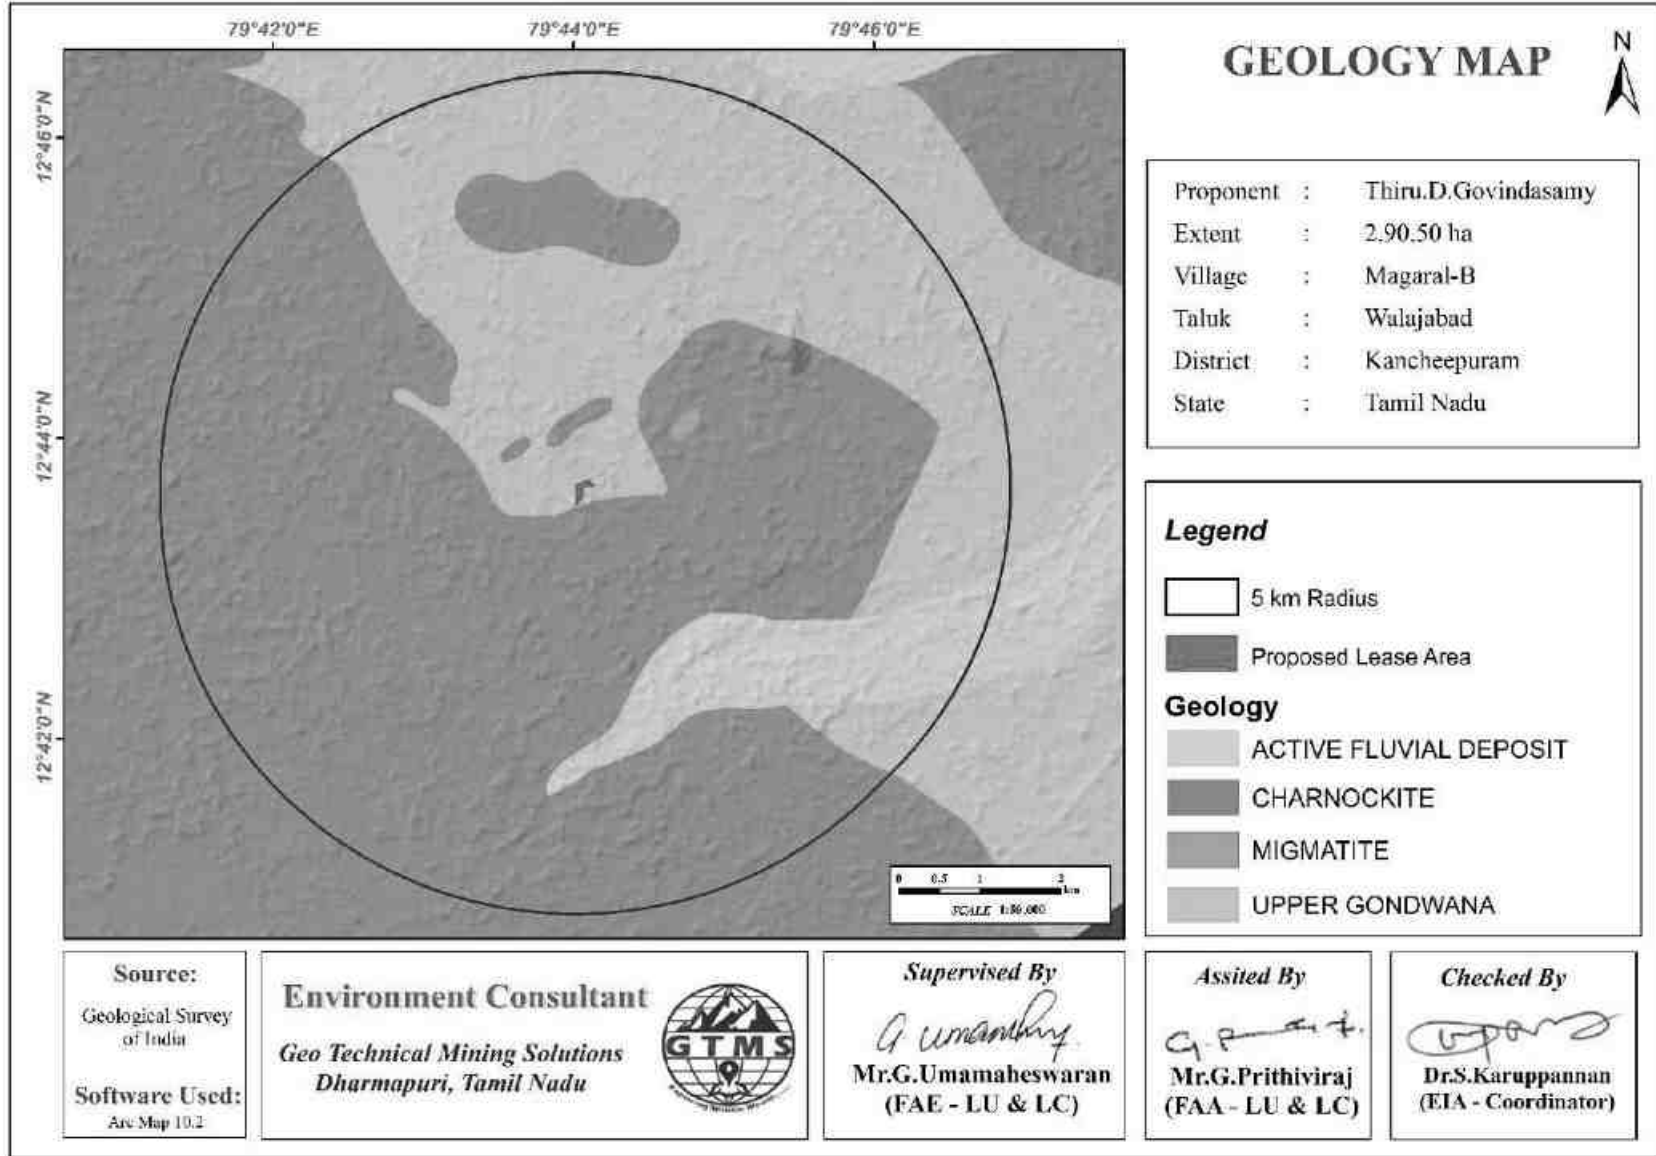 79°42'0"E 79°44'0"E 79°46'0"E
12°46'0"N
12°44'0"N
12°42'0"N
GEOLOGY MAP
N
Proponent : Thiru.D.Govindasamy
Extent : 2.90.50 ha
Village : Magaral-B
Taluk : Walajabad
District : Kancheepuram
State : Tamil Nadu
Legend
5 km Radius
Proposed Lease Area
Geology
ACTIVE FLUVIAL DEPOSIT
CHARNOCKITE
MIGMATITE
UPPER GONDWANA
0 0.5 1 2
km
SCALE
Source:
Geological Survey
of India
Software Used:
Arc Map 10.2
Environment Consultant
Geo Technical Mining Solutions
Dharmapuri, Tamil Nadu
GTMS
Supervised By
Mr.G.Umamaheswaran
(FAE - LU & LC)
Assited By
Mr.G.Prithiviraj
(FAA - LU & LC)
Checked By
Dr.S.Karuppannan
(EIA - Coordinator)